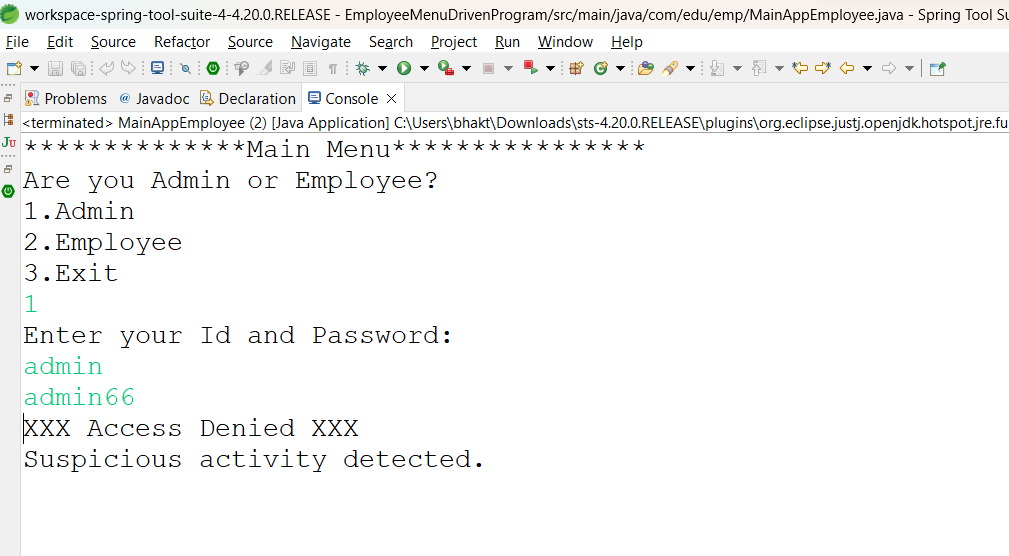 workspace-spring-tool-suite-4-4.20.0.RELEASE - EmployeeMenuDrivenProgram/src/main/java/com/edu/emp/MainAppEmployee.java - Spring Tool Su
File Edit Source Refactor Source Navigate Search Project Run Window Help
Problems @ Javadoc Declaration Console
<terminated> MainAppEmployee (2) [Java Application] C:\Users\bhakt\Downloads\sts-4.20.0.RELEASE\plugins\org.eclipse.justj.openjdk.hotspot.jre.fu
JU
**************Main Menu****************
Are you Admin or Employee?
1.Admin
2.Employee
3.Exit
1
Enter your Id and Password:
admin
admin66
XXX Access Denied XXX
Suspicious activity detected.